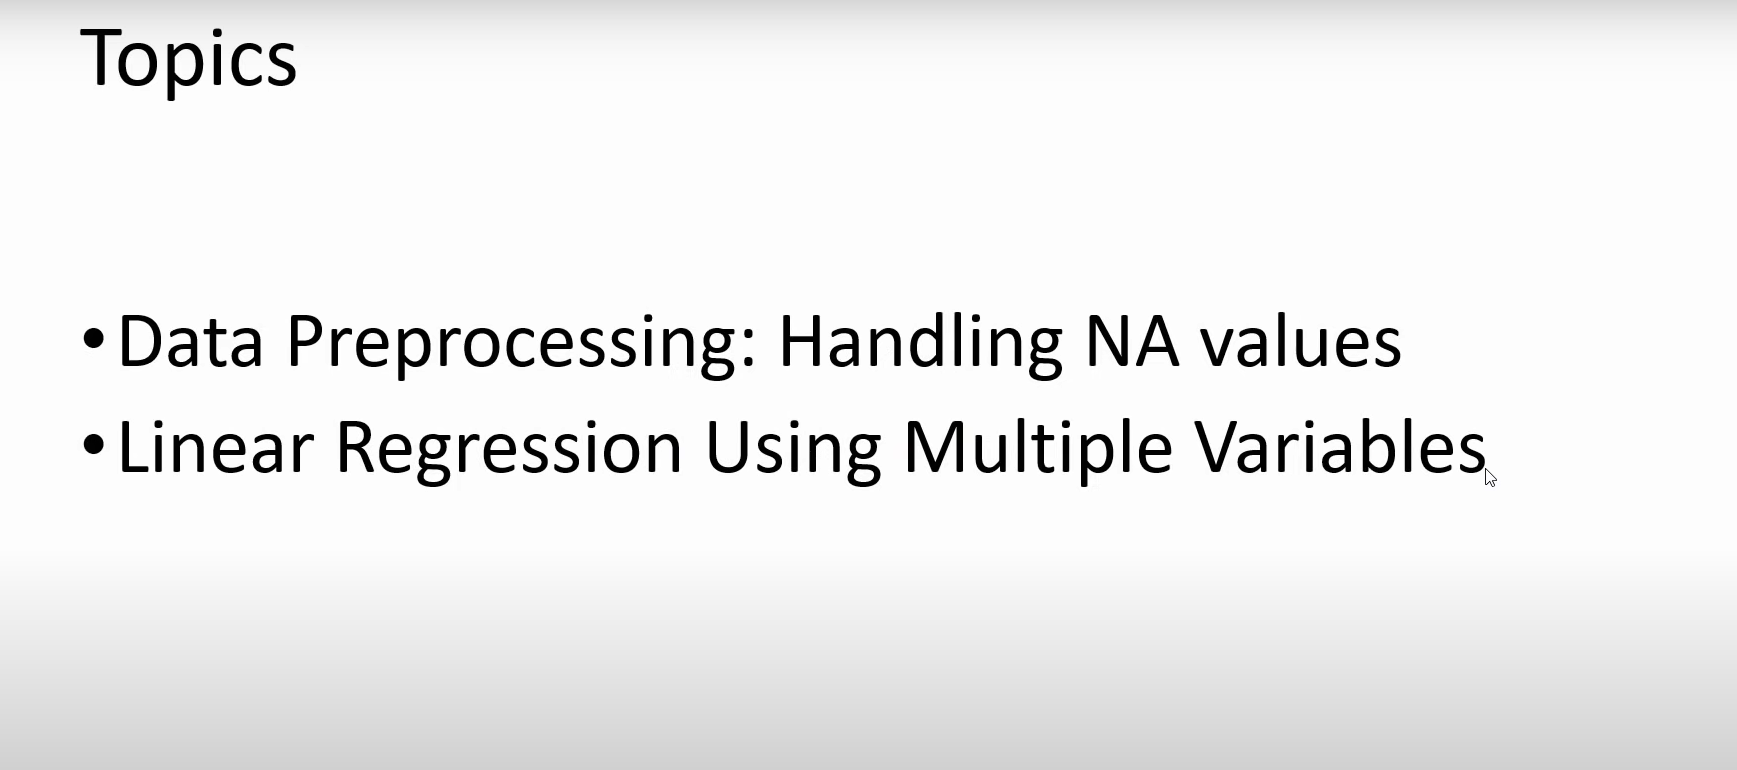 Topics
•Data Preprocessing: Handling NA values
•Linear Regression Using Multiple Variables